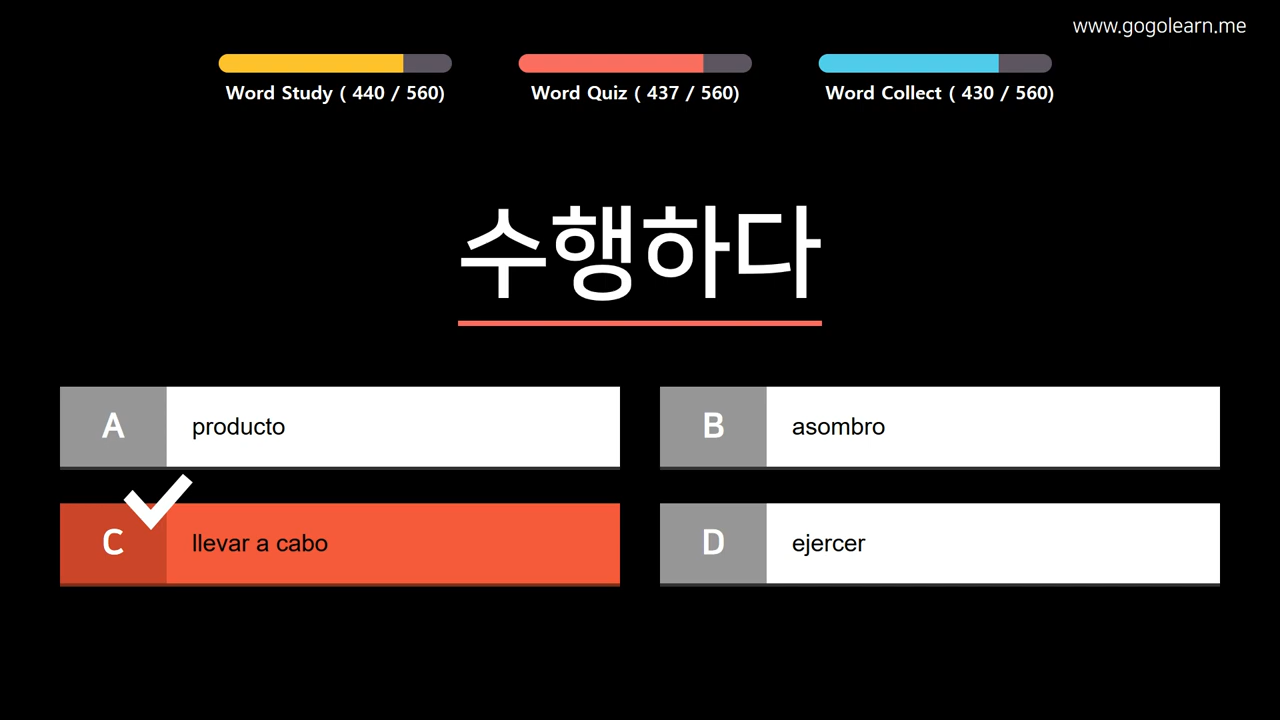 www.gogolearn.me
Word Study ( 440 / 560)
Word Quiz ( 437 / 560)
Word Collect ( 430 / 560)
수행하다
A producto
B asombro
C llevar a cabo
D ejercer